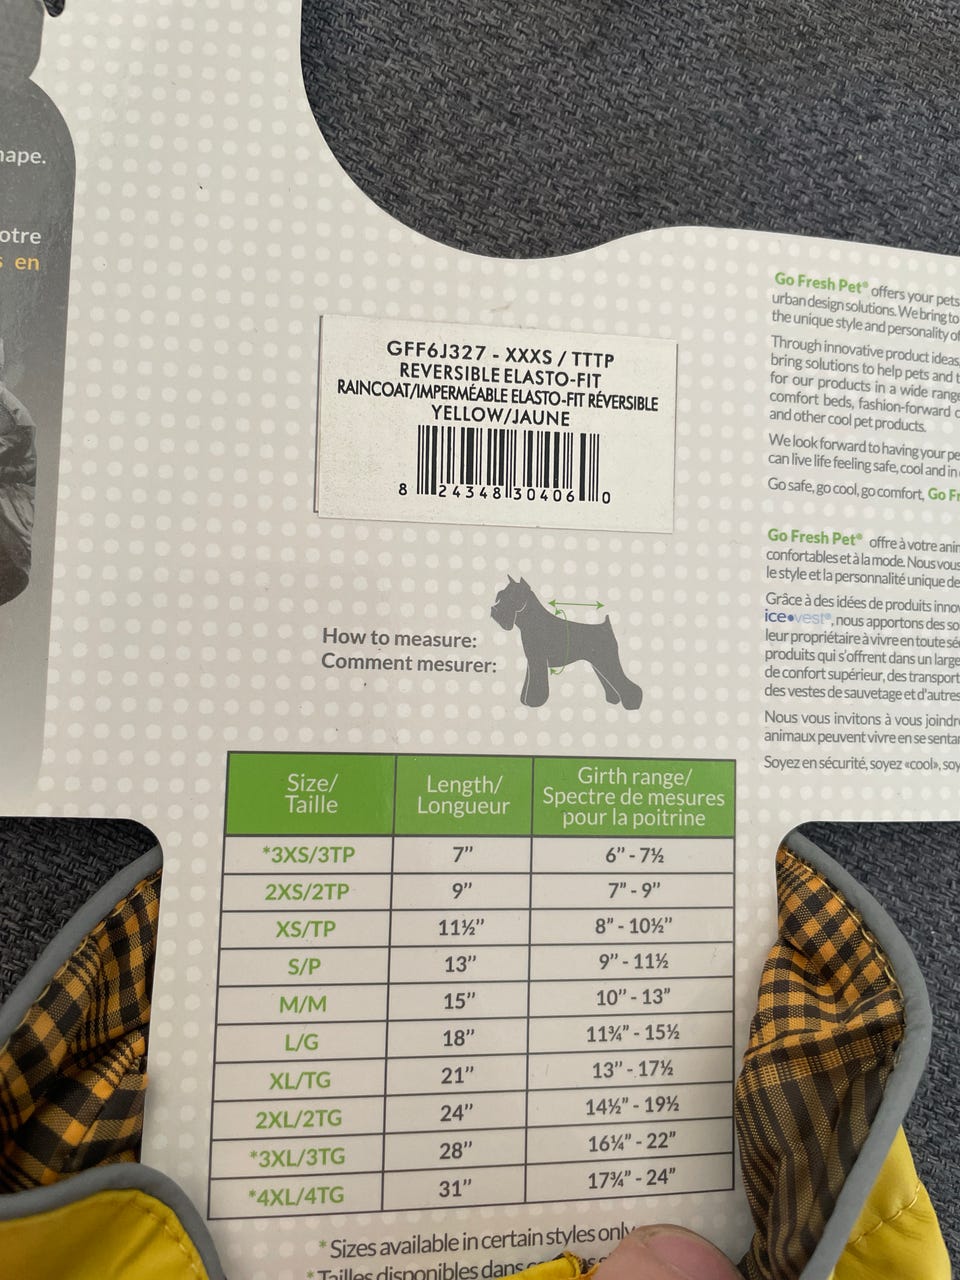 hape.
otre
s en
GFF6J327 - XXXS / TTTP
REVERSIBLE ELASTO-FIT
RAINCOAT/IMPERMÉABLE ELASTO-FIT RÉVERSIBLE
YELLOW/JAUNE
8 24348 30406 0
How to measure:
Comment mesurer:
Size/ Length/ Girth range/
Taille Longueur Spectre de mesures
pour la poitrine
*3XS/3TP 7" 6" - 7½
2XS/2TP 9" 7" - 9"
XS/TP 11½" 8" - 10½"
S/P 13" 9" - 11½
M/M 15" 10" - 13"
L/G 18" 11¾" - 15½
XL/TG 21" 13" - 17½
2XL/2TG 24" 14½" - 19½
*3XL/3TG 28" 16¼" - 22"
*4XL/4TG 31" 17¾" - 24"
* Sizes available in certain styles only
* Tailles disponibles dans
Go Fresh Pet® offers your pets
urban design solutions. We bring to
the unique style and personality of
Through innovative product ideas,
bring solutions to help pets and t
for our products in a wide range
comfort beds, fashion-forward c
and other cool pet products.
We look forward to having your pe
can live life feeling safe, cool and in
Go safe, go cool, go comfort, Go Fr
Go Fresh Pet® offre à votre anim
confortables et à la mode. Nous vous
le style et la personnalité unique de
Grâce à des idées de produits innov
ice•vest®, nous apportons des so
leur propriétaire à vivre en toute sé
produits qui s'offrent dans un large
de confort supérieur, des transport
des vestes de sauvetage et d'autres
Nous vous invitons à vous joindre
animaux peuvent vivre en se sentan
Soyez en sécurité, soyez «cool», soy